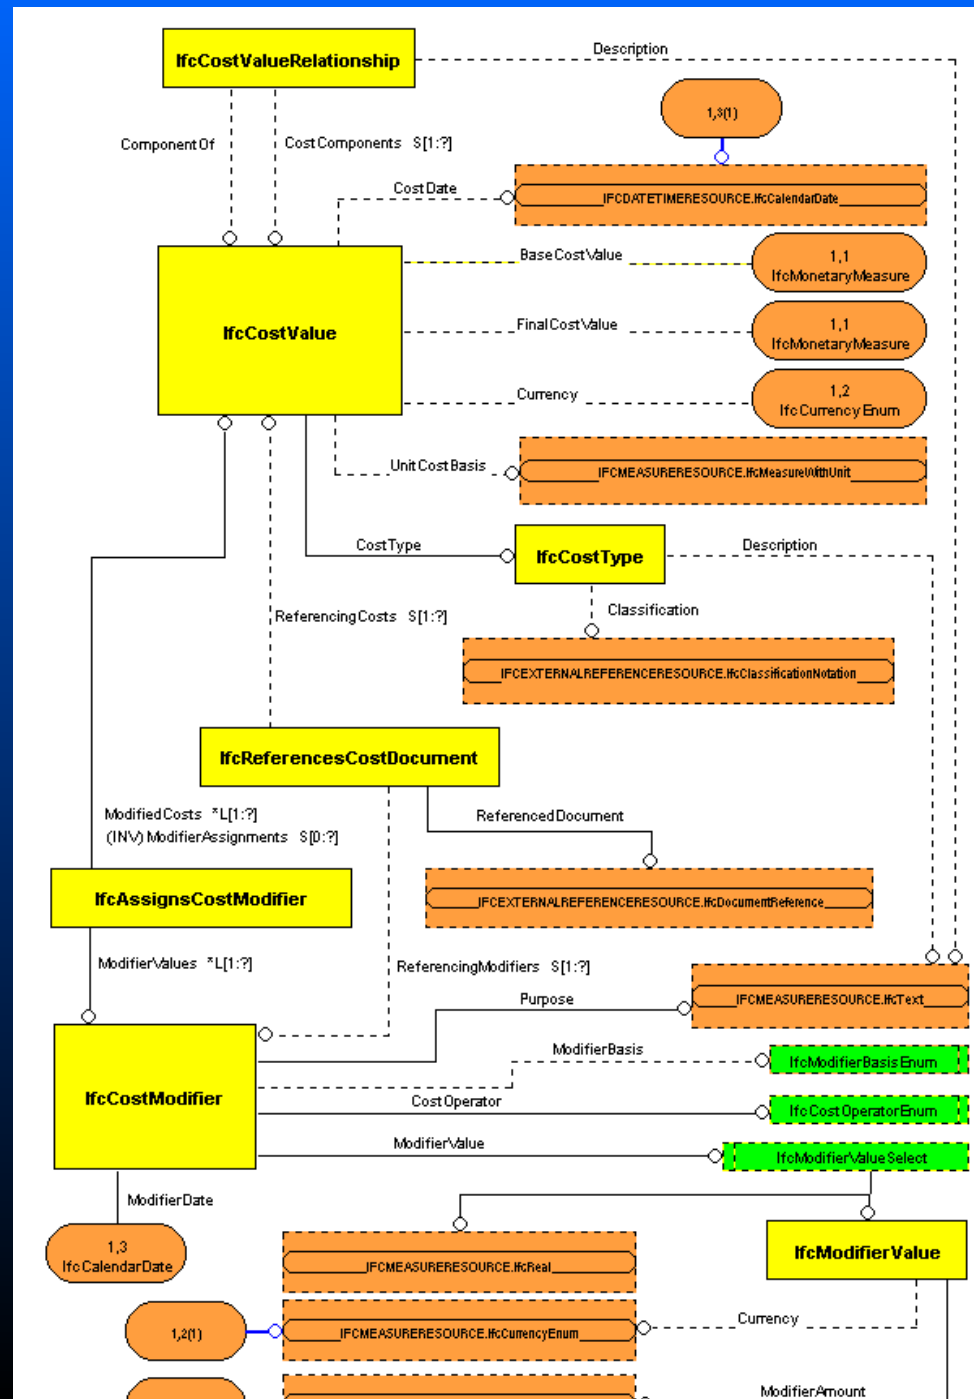 Description
IfcCostValueRelationship
1,3(1)
ComponentOf
CostComponents S[1:?]
CostDate
IFCDATETIMERESOURCE.IfcCalendarDate
BaseCostValue
1,1
IfcMonetaryMeasure
IfcCostValue
FinalCostValue
1,1
IfcMonetaryMeasure
Currency
1,2
IfcCurrencyEnum
UnitCostBasis
IFCMEASURERESOURCE.IfcMeasureWithUnit
CostType
IfcCostType
Description
Classification
ReferencingCosts S[1:?]
IFCEXTERNALREFERENCERESOURCE.IfcClassificationNotation
IfcReferencesCostDocument
ModifiedCosts *L[1:?]
(INV) ModifierAssignments S[0:?]
ReferencedDocument
IfcAssignsCostModifier
IFCEXTERNALREFERENCERESOURCE.IfcDocumentReference
ModifierValues *L[1:?]
ReferencingModifiers S[1:?]
Purpose
IFCMEASURERESOURCE.IfcText
ModifierBasis
IfcModifierBasisEnum
IfcCostModifier
CostOperator
IfcCostOperatorEnum
ModifierValue
IfcModifierValueSelect
ModifierDate
1,3
IfcCalendarDate
IfcModifierValue
IFCMEASURERESOURCE.IfcReal
1,2(1)
IFCMEASURERESOURCE.IfcCurrencyEnum
Currency
ModifierAmount